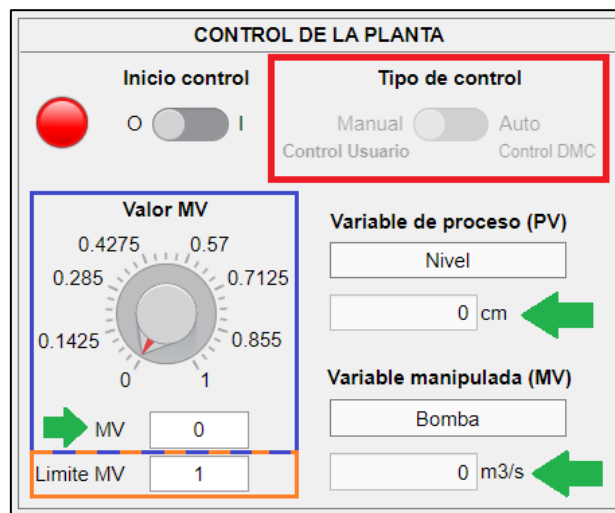 CONTROL DE LA PLANTA
Inicio control
O I
Tipo de control
Manual Auto
Control Usuario Control DMC
Valor MV
0.4275 0.57
0.285 0.7125
0.1425 0.855
0 1
MV 0
Limite MV 1
Variable de proceso (PV)
Nivel
0 cm
Variable manipulada (MV)
Bomba
0 m3/s